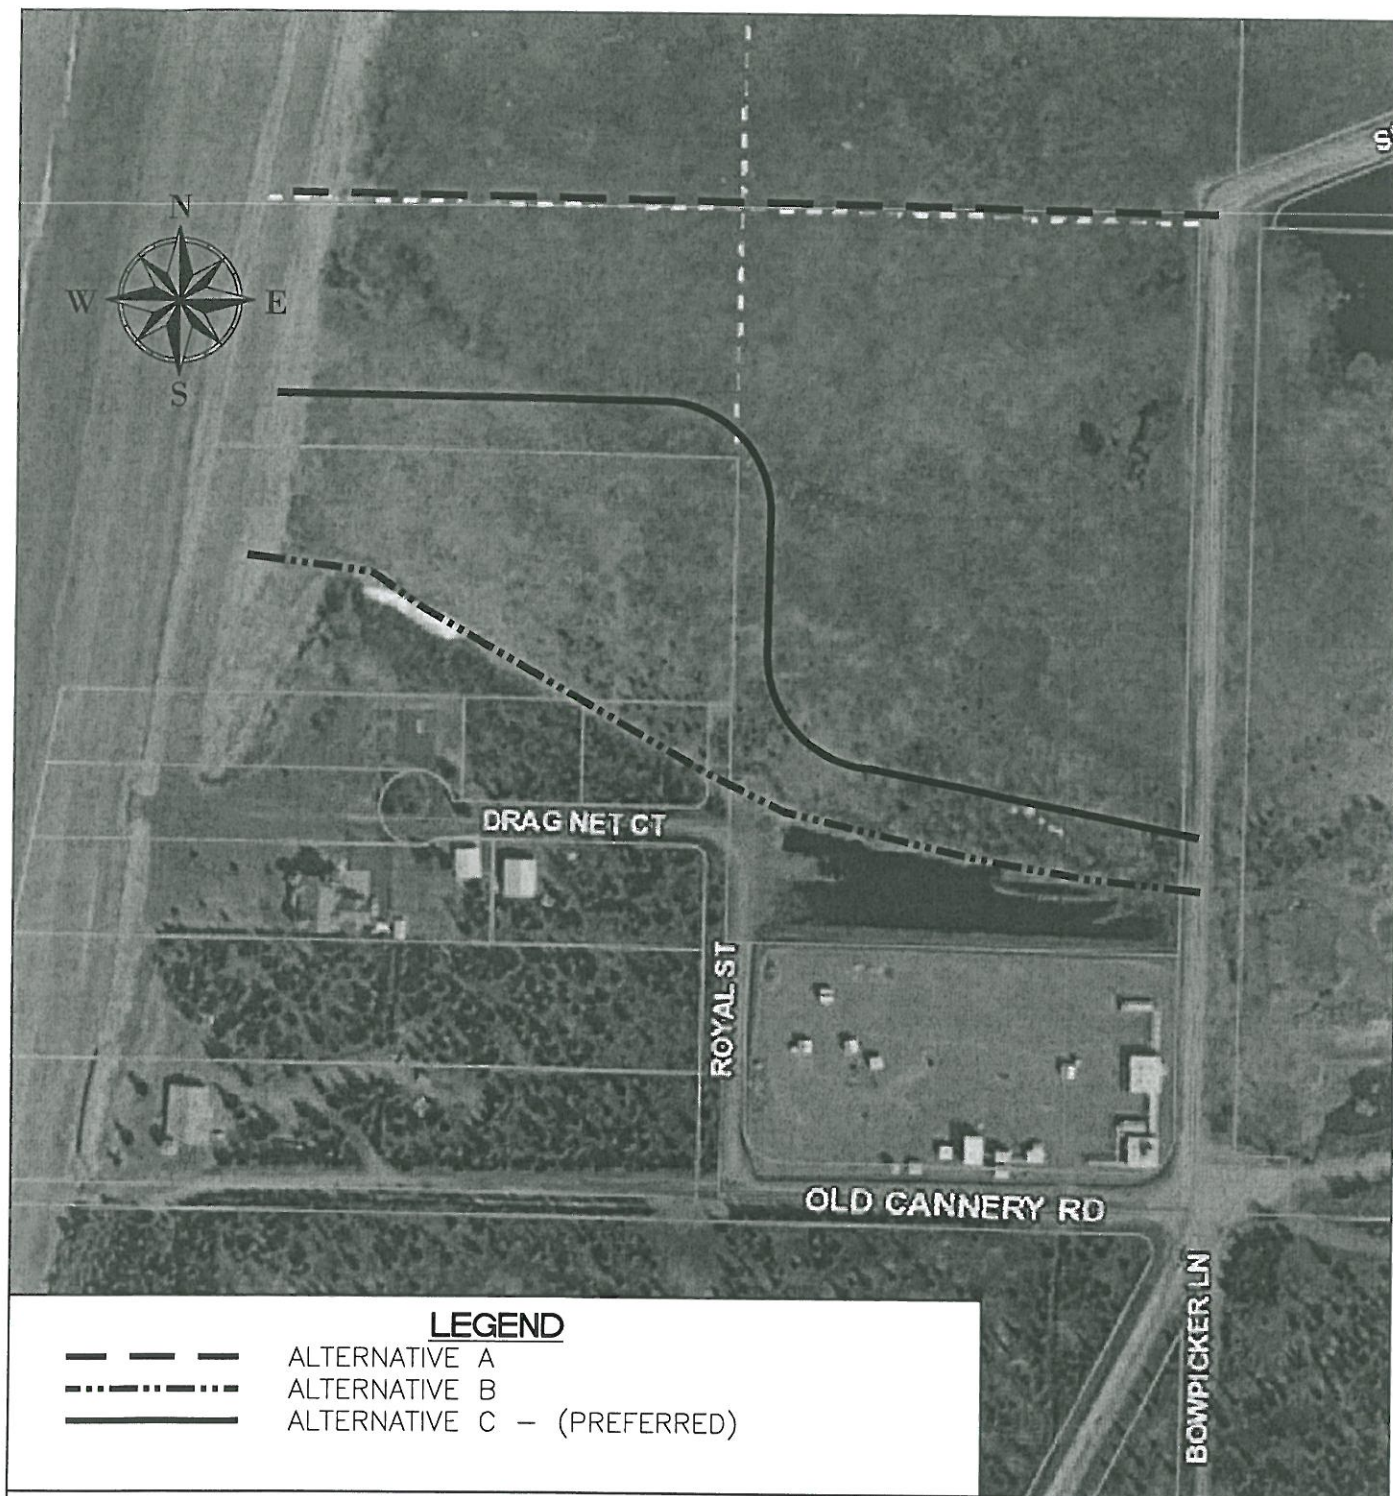 S
N
W E
S
DRAG NET CT
ROYAL ST
OLD CANNERY RD
BOWPICKER LN
LEGEND
ALTERNATIVE A
ALTERNATIVE B
ALTERNATIVE C - (PREFERRED)